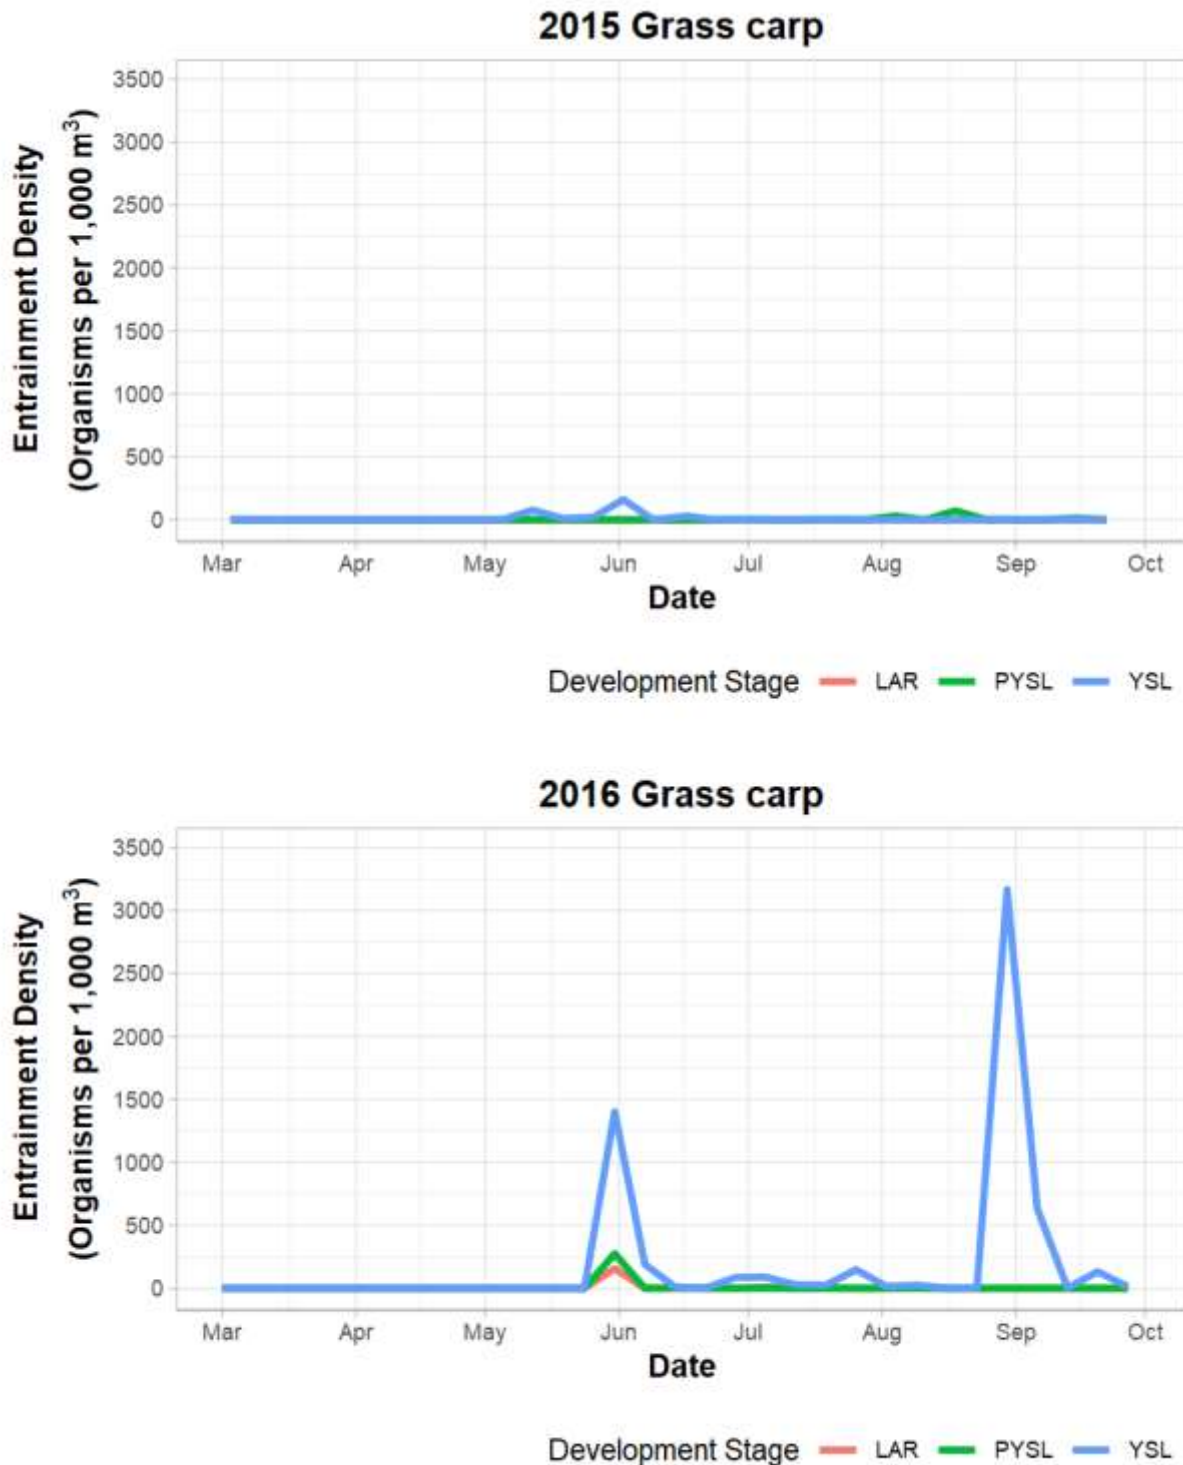 2015 Grass carp
Entrainment Density
(Organisms per 1,000 m³)
3500
3000
2500
2000
1500
1000
500
0
Mar Apr May Jun Jul Aug Sep Oct
Date
Development Stage LAR PYSL YSL
2016 Grass carp
Entrainment Density
(Organisms per 1,000 m³)
3500
3000
2500
2000
1500
1000
500
0
Mar Apr May Jun Jul Aug Sep Oct
Date
Development Stage LAR PYSL YSL